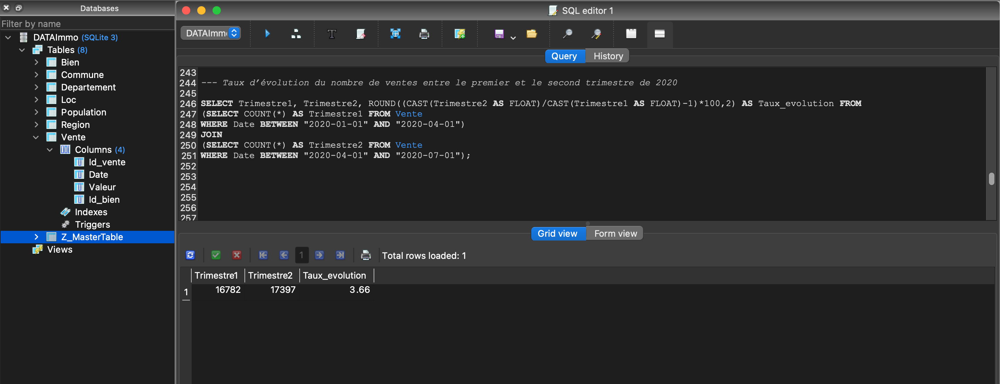 Databases
Filter by name
DATAImmo (SQLite 3)
Tables (8)
Bien
Commune
Departement
Loc
Population
Region
Vente
Columns (4)
Id_vente
Date
Valeur
Id_bien
Indexes
Triggers
Z_MasterTable
Views
SQL editor 1
DATAImm
Query History
243
244 --- Taux d’évolution du nombre de ventes entre le premier et le second trimestre de 2020
245
246 SELECT Trimestre1, Trimestre2, ROUND((CAST(Trimestre2 AS FLOAT)/CAST(Trimestre1 AS FLOAT)-1)*100,2) AS Taux_evolution FROM
247 (SELECT COUNT(*) AS Trimestre1 FROM Vente
248 WHERE Date BETWEEN "2020-01-01" AND "2020-04-01")
249 JOIN
250 (SELECT COUNT(*) AS Trimestre2 FROM Vente
251 WHERE Date BETWEEN "2020-04-01" AND "2020-07-01");
252
253
254
255
256
257
Grid view Form view
1 Total rows loaded: 1
Trimestre1 Trimestre2 Taux_evolution
1 16782 17397 3.66